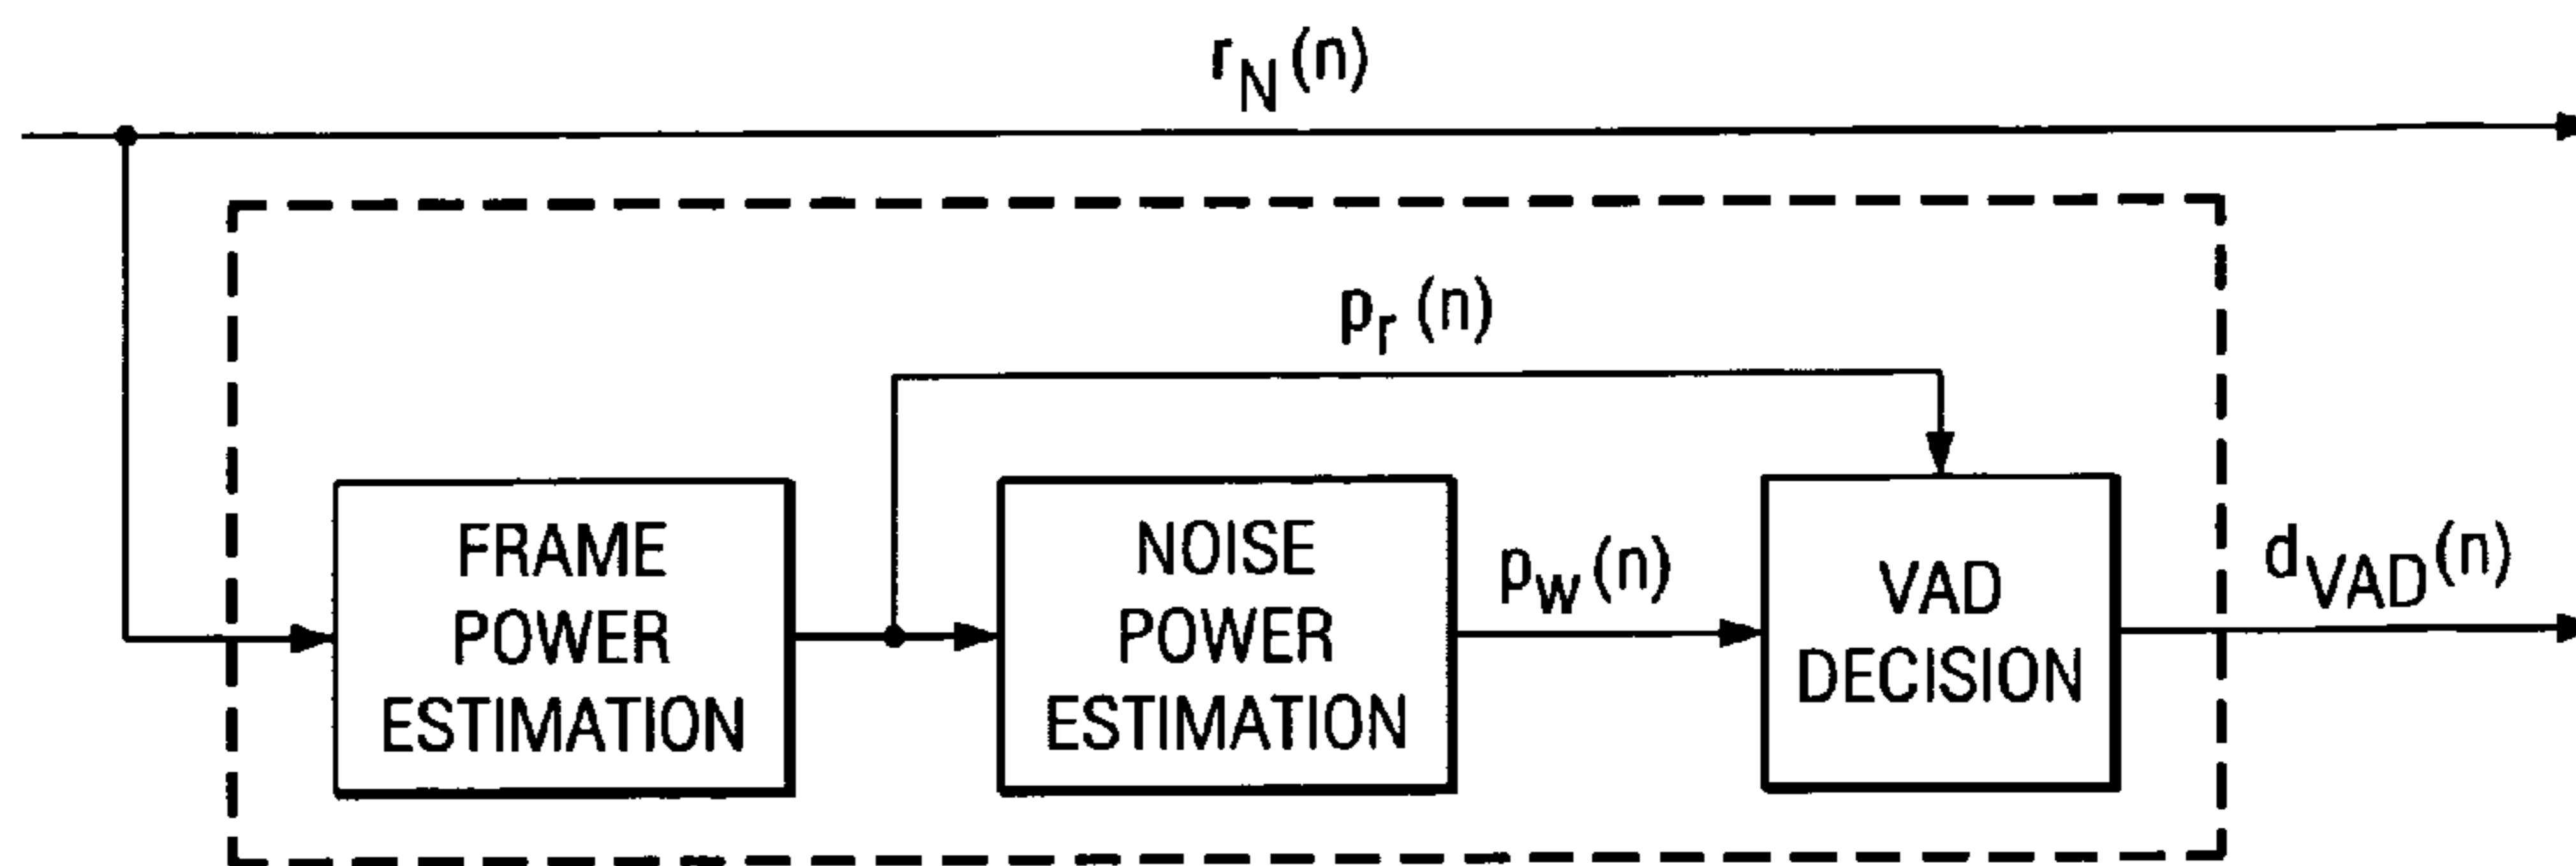 r_N(n)
p_r(n)
FRAME
POWER
ESTIMATION
NOISE
POWER
ESTIMATION
p_w(n)
VAD
DECISION
d_VAD(n)